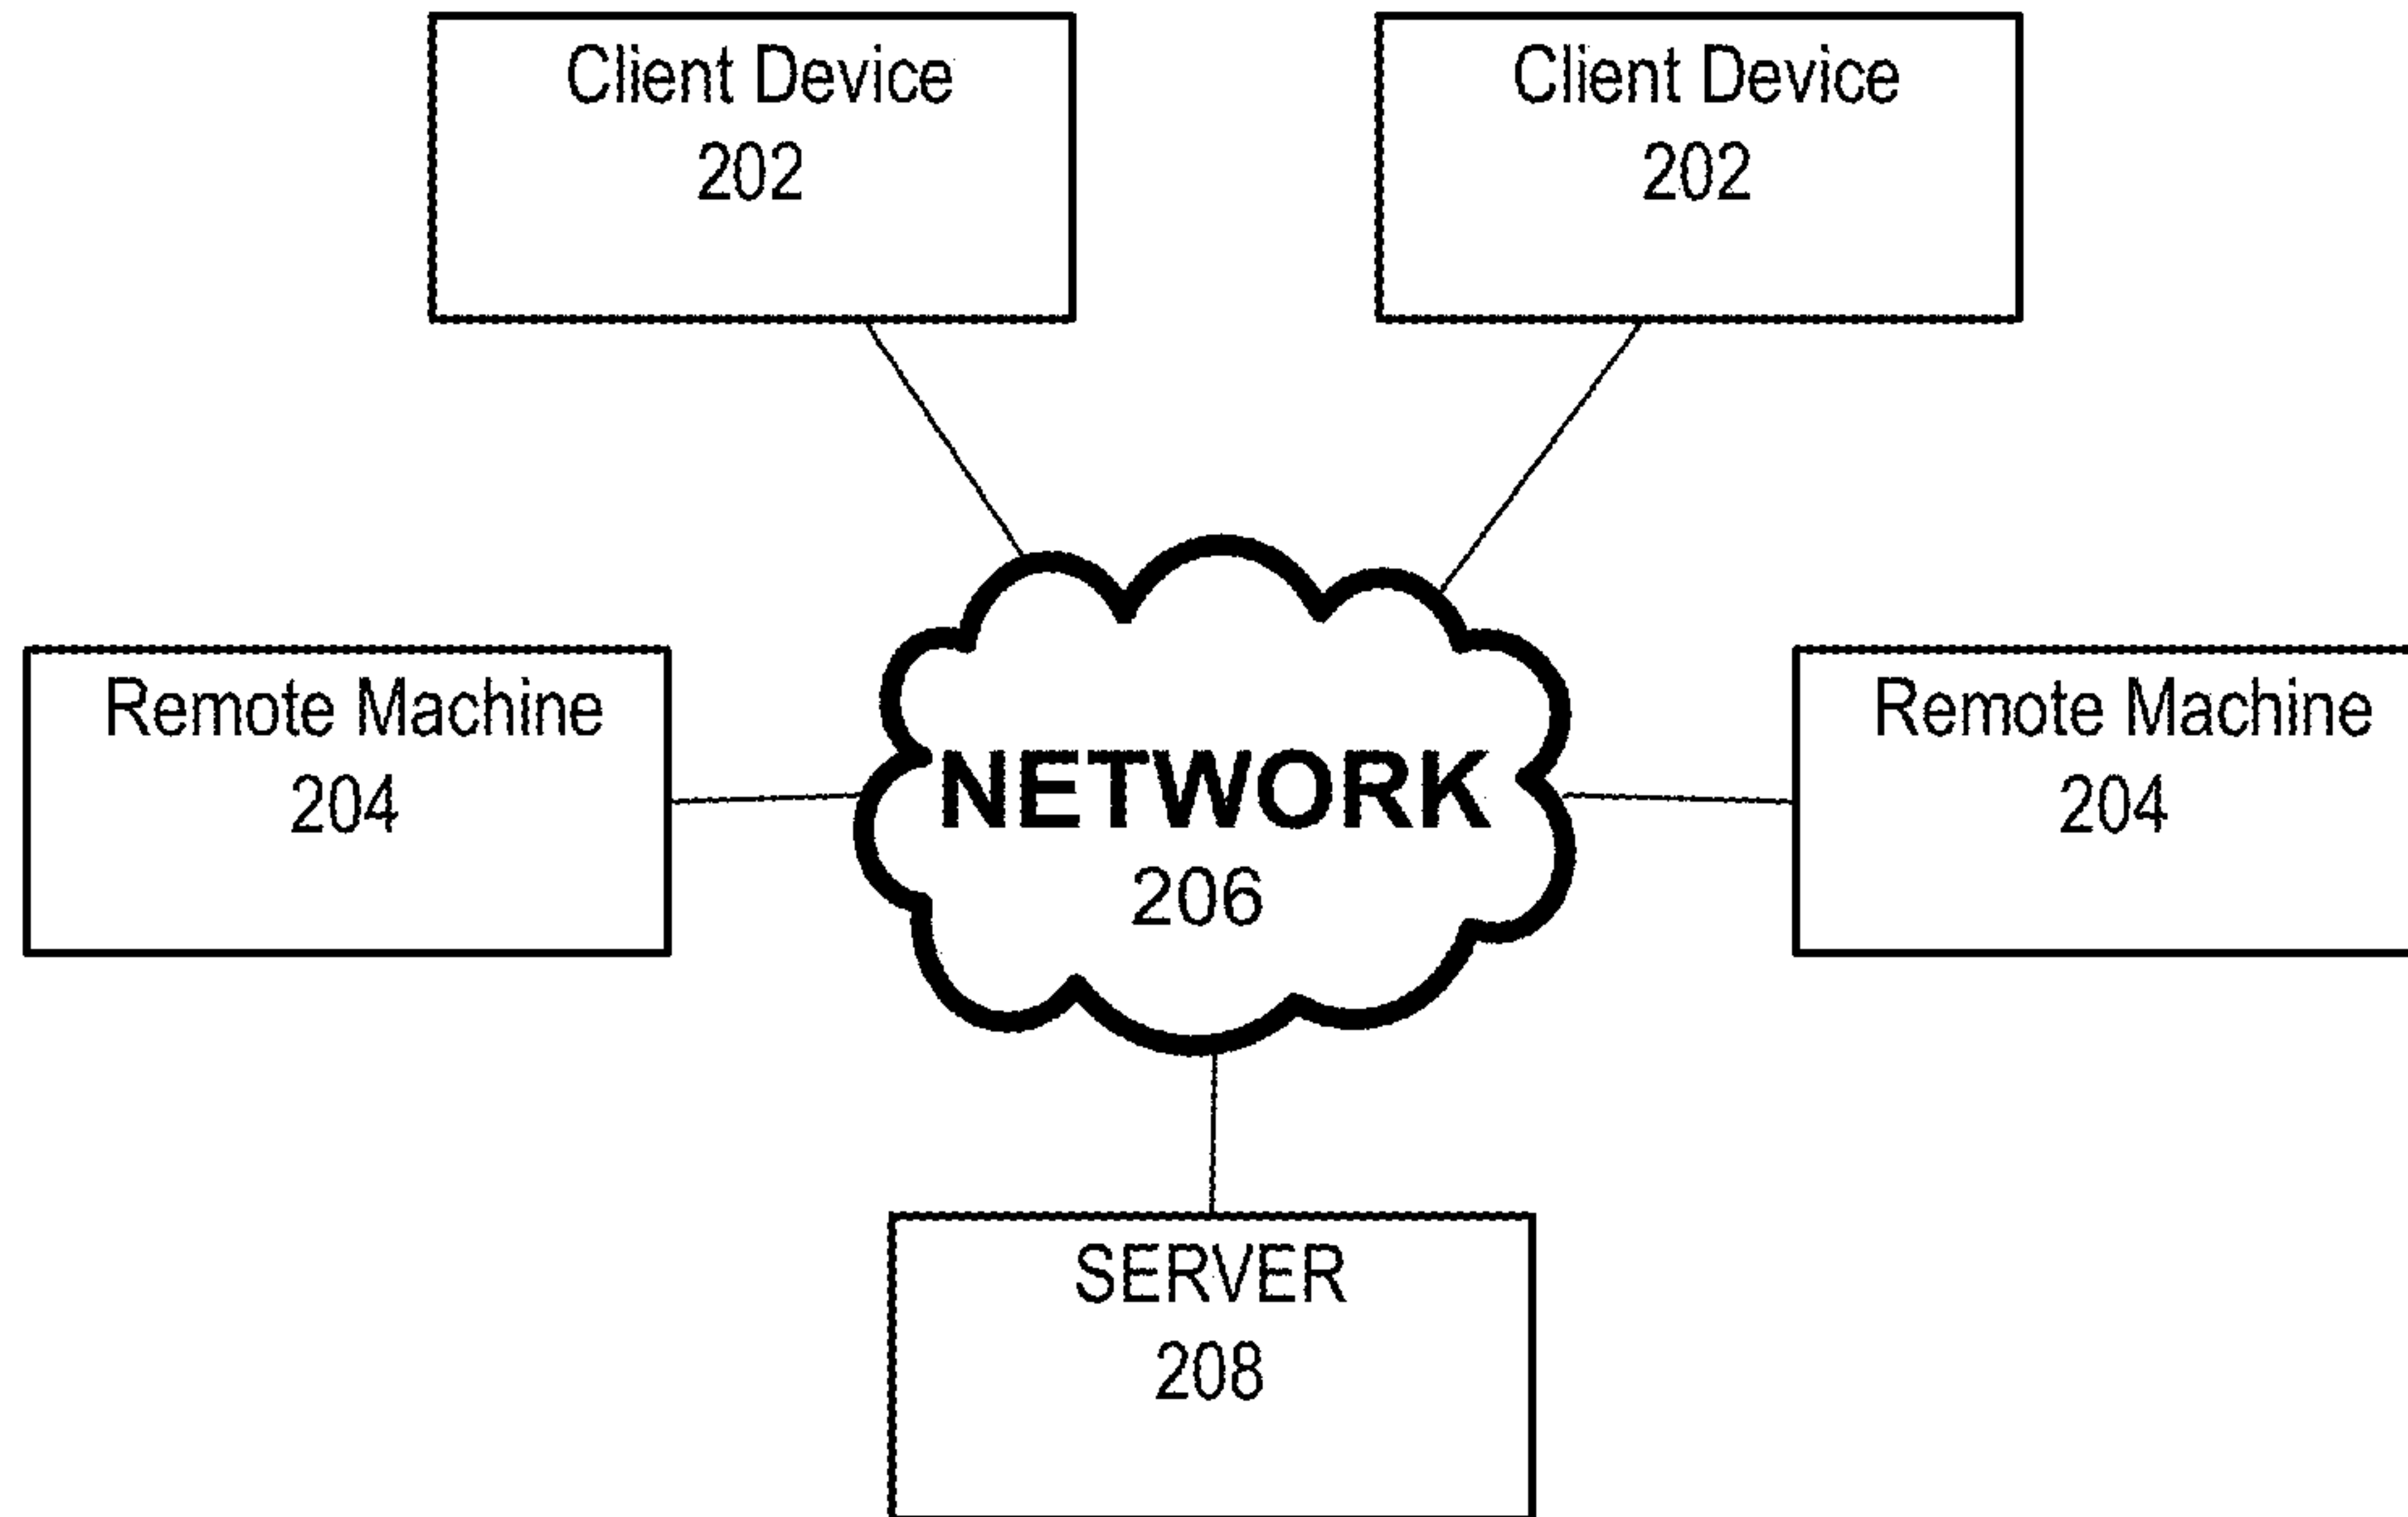 Client Device
202
Client Device
202
Remote Machine
204
NETWORK
206
Remote Machine
204
SERVER
208